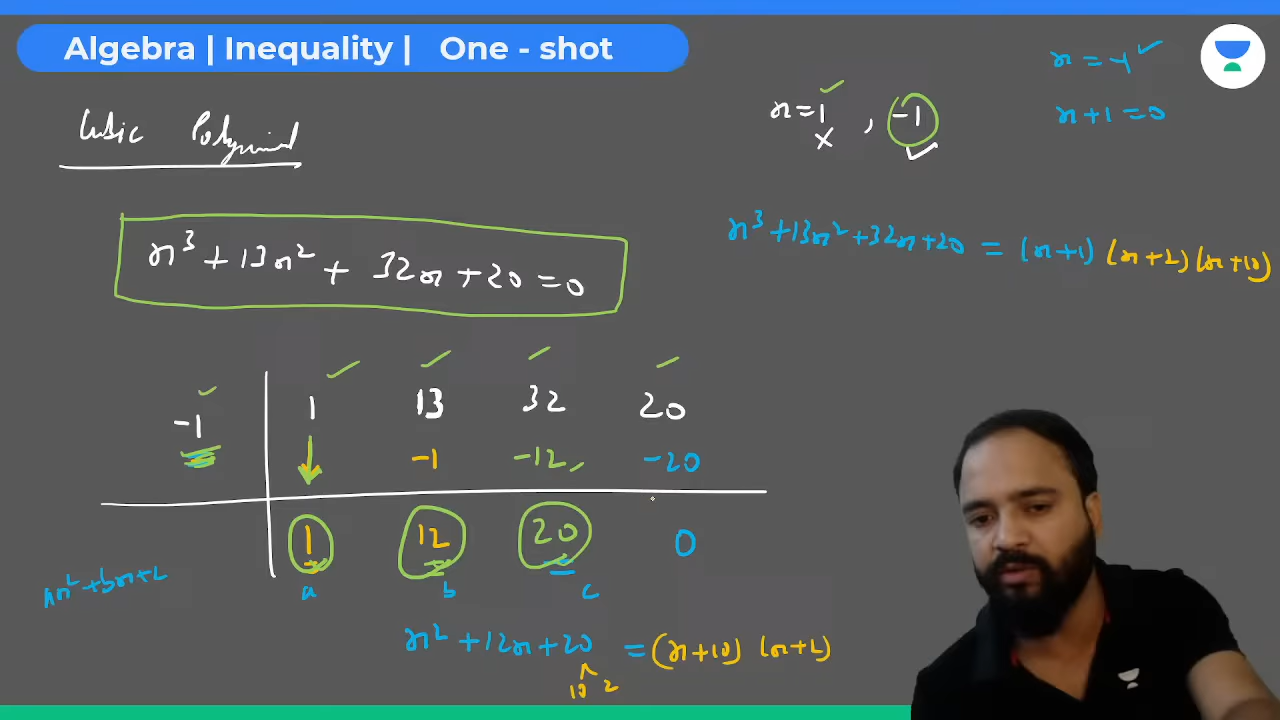 Algebra | Inequality | One - shot
x = -1 ✓
x = 1 , -1
x + 1 = 0
Cubic Polynomial
x³ + 13x² + 32x + 20 = 0
x³ + 13x² + 32x + 20 = (x+1) (x+2) (x+10)
-1 1 13 32 20
-1 -12 -20
1 12 20 0
a b c
ax² + bx + c
x² + 12x + 20 = (x+10) (x+2)
10 2